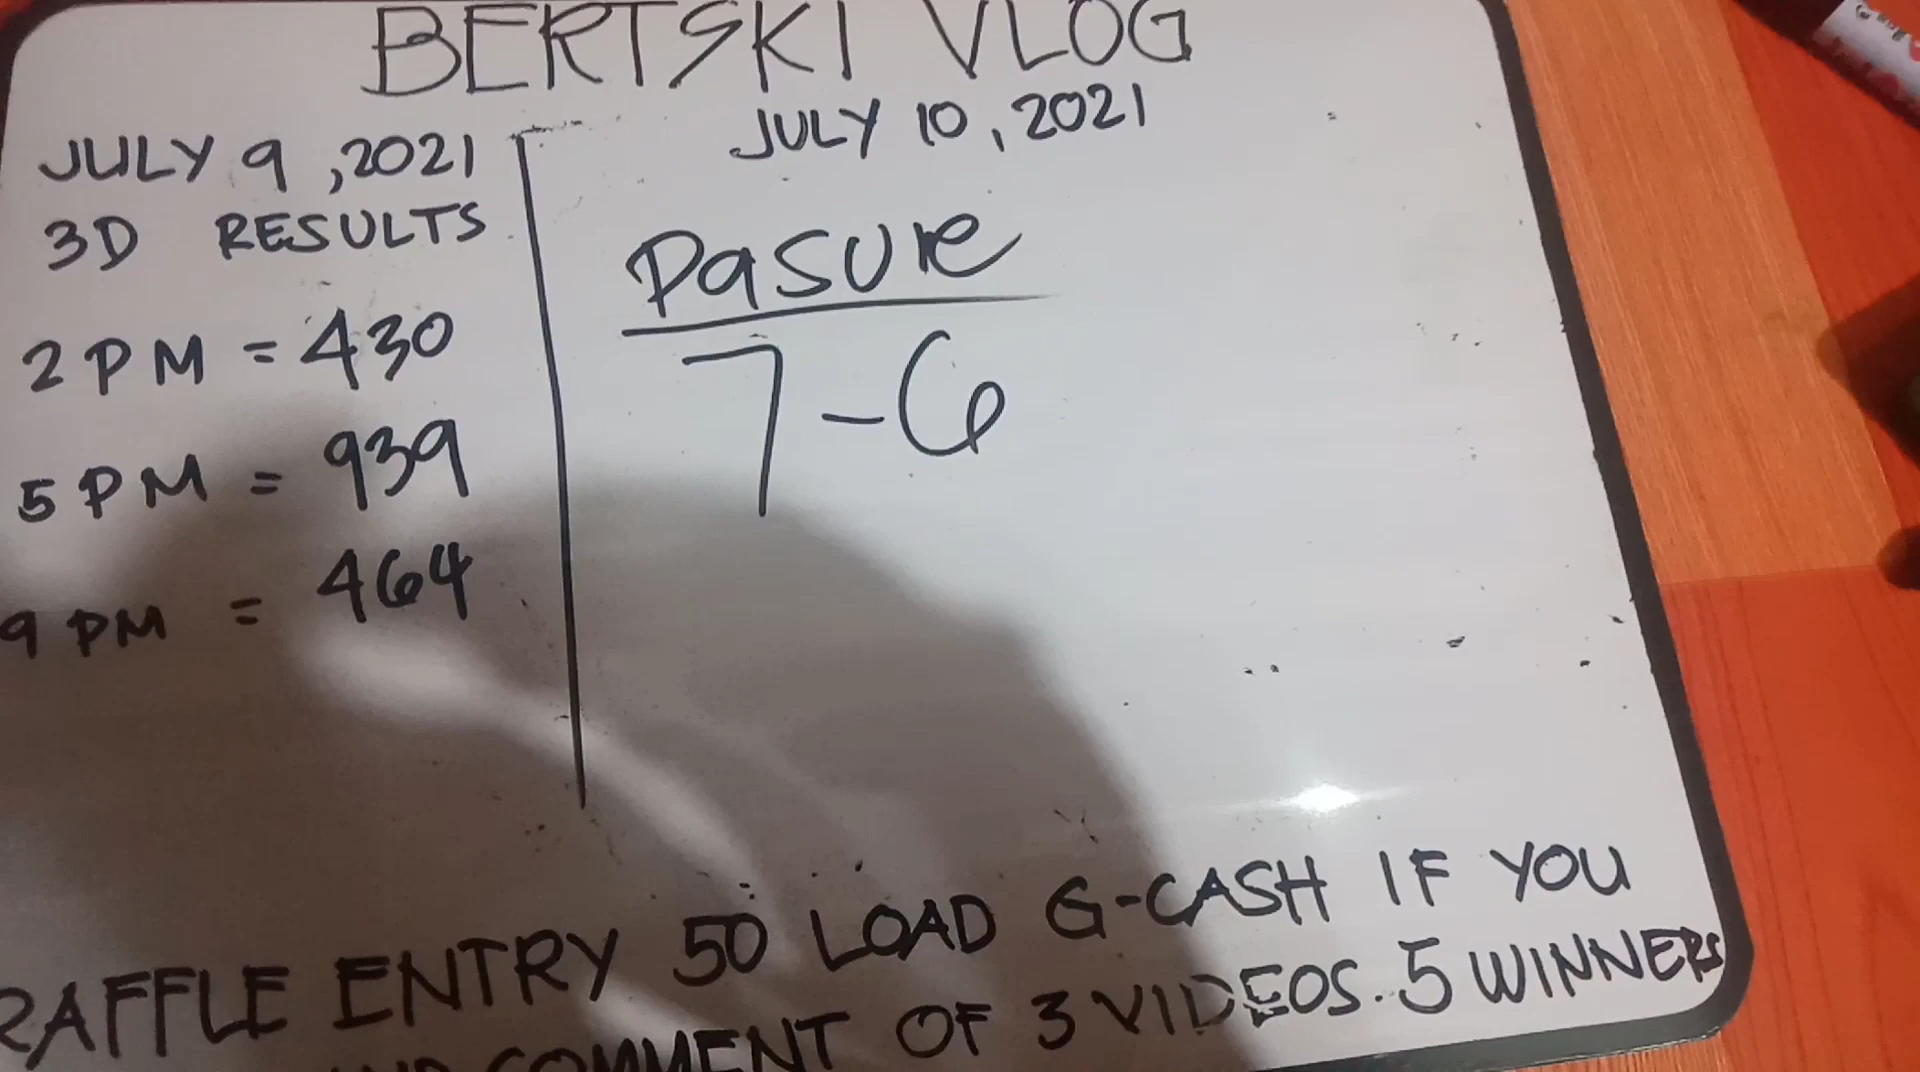 BERTSKI VLOG
JULY 9, 2021
3D RESULTS
2 PM = 430
5 PM = 939
9 PM = 464
JULY 10, 2021
Pasure
7-6
RAFFLE ENTRY 50 LOAD G-CASH IF YOU
AND COMMENT OF 3 VIDEOS. 5 WINNERS